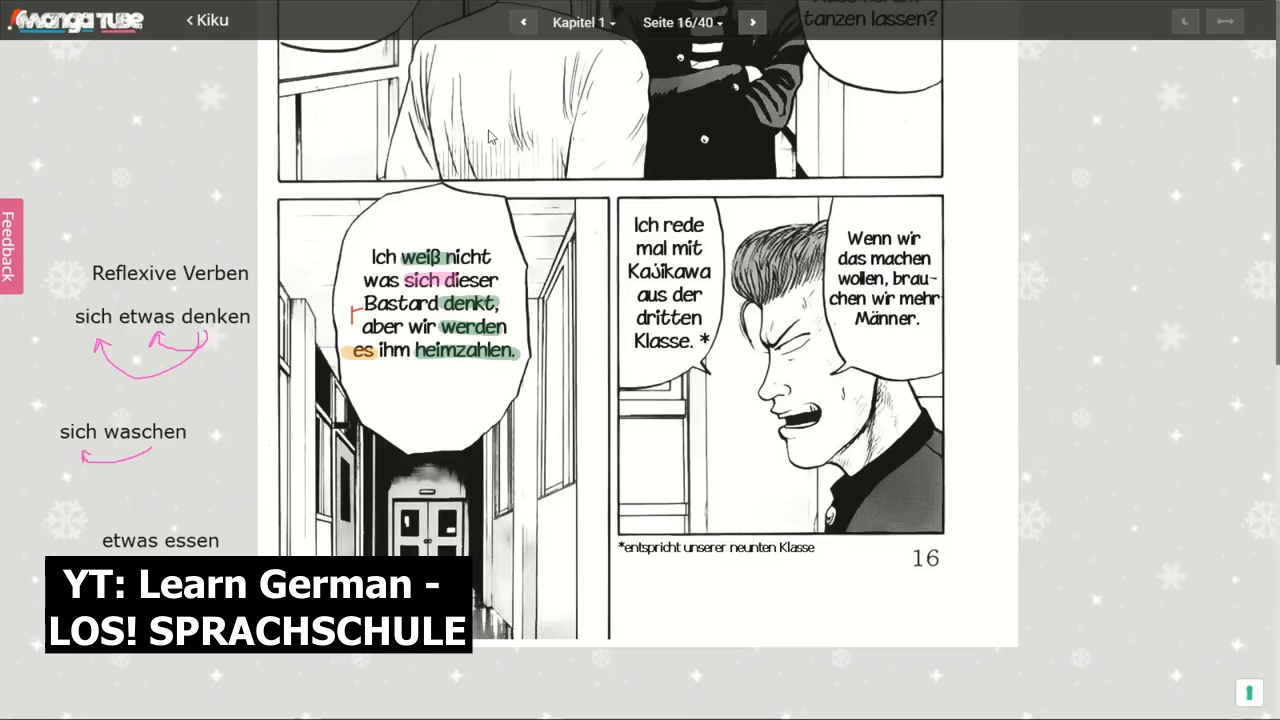 MANGA TUBE
Kiku
Kapitel 1
Seite 16/40
tanzen lassen?
Feedback
Reflexive Verben
sich etwas denken
sich waschen
etwas essen
Ich weiß nicht
was sich dieser
Bastard denkt,
aber wir werden
es ihm heimzahlen.
Ich rede
mal mit
Kajikawa
aus der
dritten
Klasse. *
Wenn wir
das machen
wollen, brau-
chen wir mehr
Männer.
*entspricht unserer neunten Klasse
16
YT: Learn German -
LOS! SPRACHSCHULE